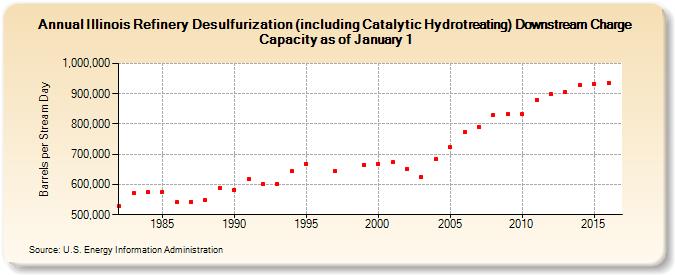 Annual Illinois Refinery Desulfurization (including Catalytic Hydrotreating) Downstream Charge
Capacity as of January 1
Barrels per Stream Day
1,000,000
900,000
800,000
700,000
600,000
500,000
1985 1990 1995 2000 2005 2010 2015
Source: U.S. Energy Information Administration